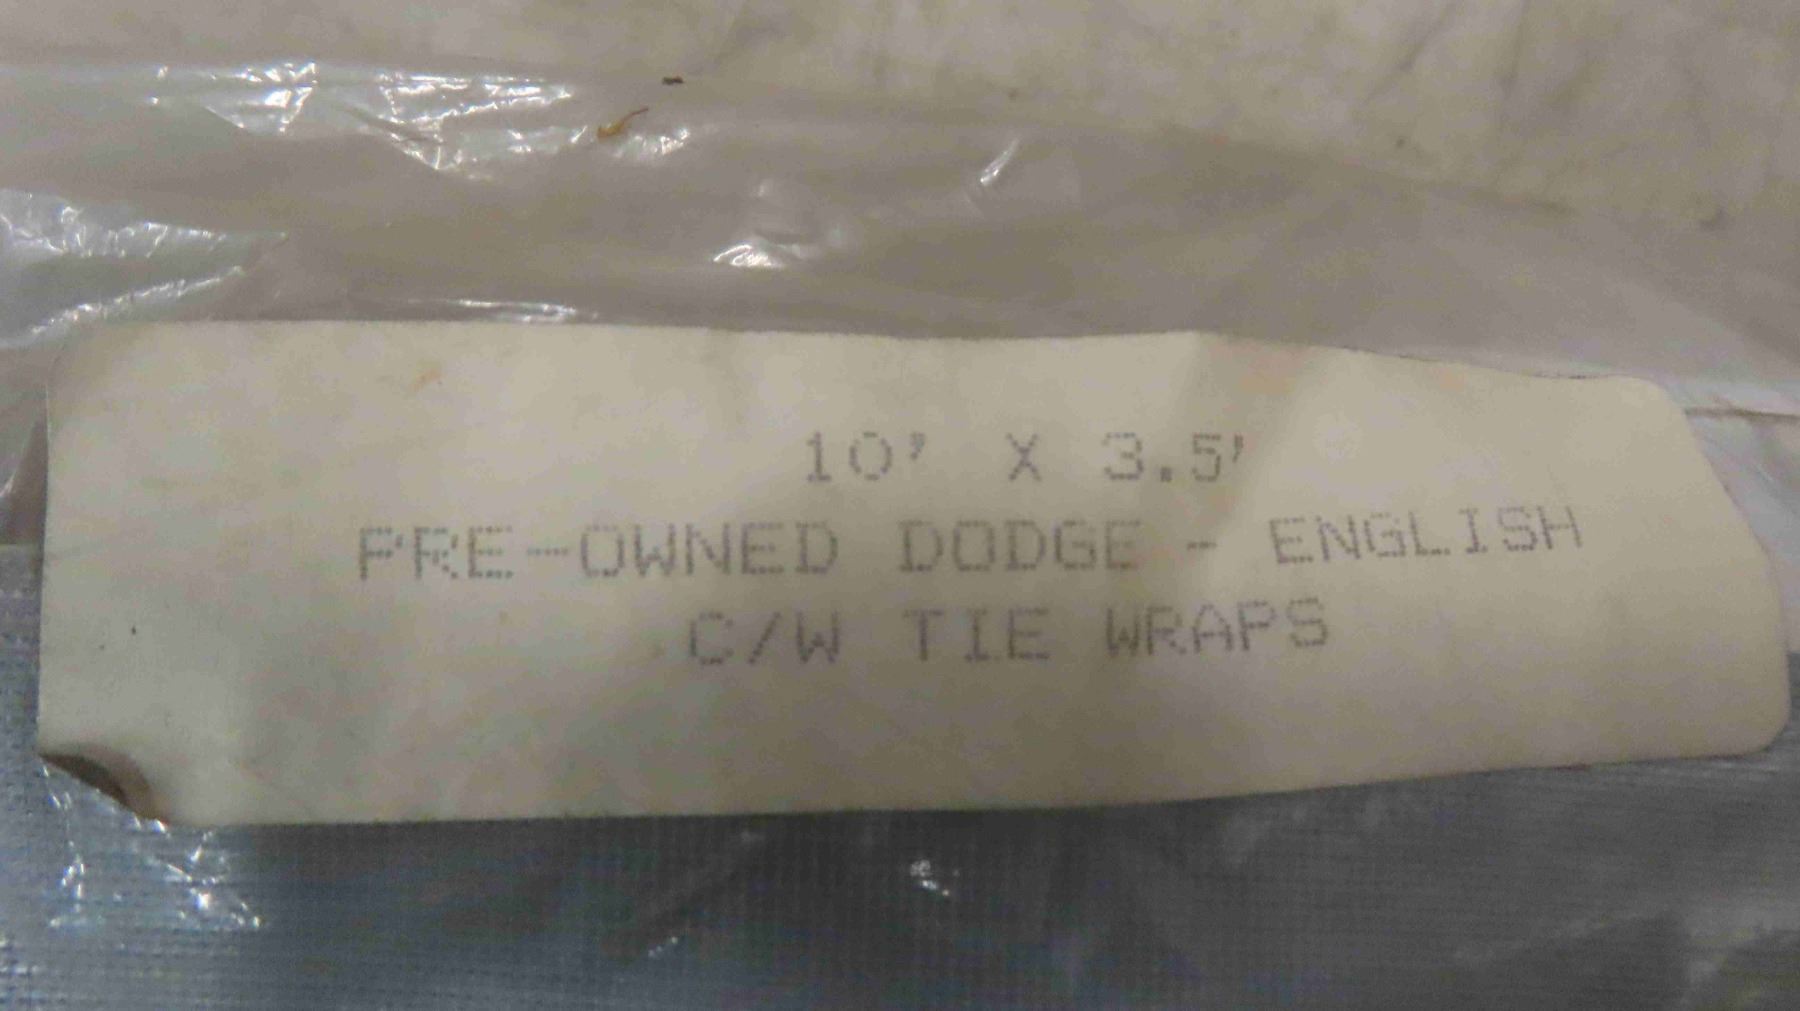 10' X 3.5'
PRE-OWNED DODGE - ENGLISH
C/W TIE WRAPS